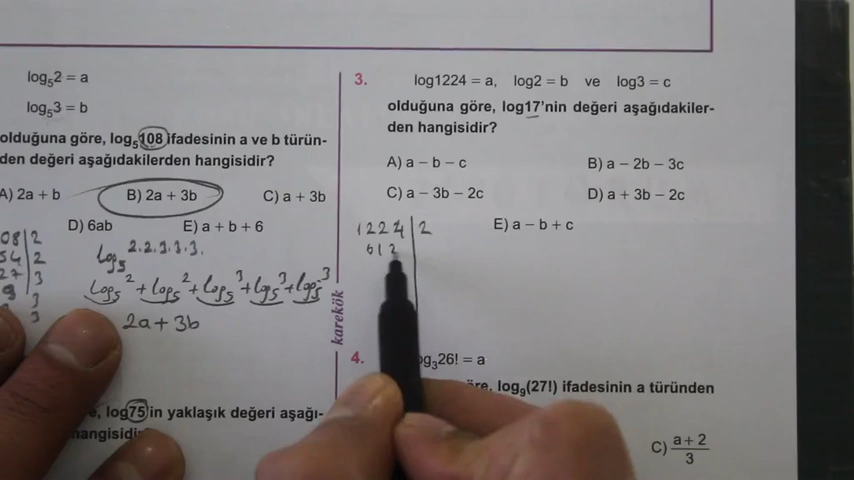 log₅2 = a
log₅3 = b
olduğuna göre, log₅108 ifadesinin a ve b türün-
den değeri aşağıdakilerden hangisidir?
A) 2a + b
B) 2a + 3b
C) a + 3b
D) 6ab
E) a + b + 6
08 | 2
54 | 2
27 | 3
9 | 3
3
log₅ 2.2.3.3.3.
log₅2 + log₅2 + log₅3 + log₅3 + log₅3
2a + 3b
e, log75 in yaklaşık değeri aşağı-
hangisidir
karekök
3. log1224 = a, log2 = b ve log3 = c
olduğuna göre, log17'nin değeri aşağıdakiler-
den hangisidir?
A) a − b − c
B) a − 2b − 3c
C) a − 3b − 2c
D) a + 3b − 2c
E) a − b + c
1224 | 2
612
4. og₃26! = a
öre, log₉(27!) ifadesinin a türünden
C) a + 2 / 3